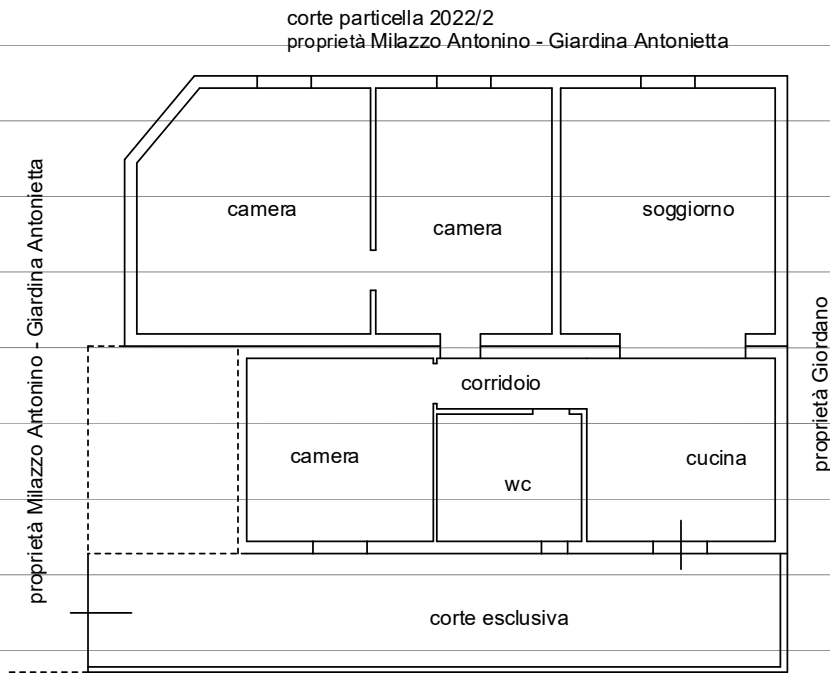 corte particella 2022/2
proprietà Milazzo Antonino - Giardina Antonietta
proprietà Milazzo Antonino - Giardina Antonietta
camera
camera
soggiorno
proprietà Giordano
corridoio
camera
wc
cucina
corte esclusiva